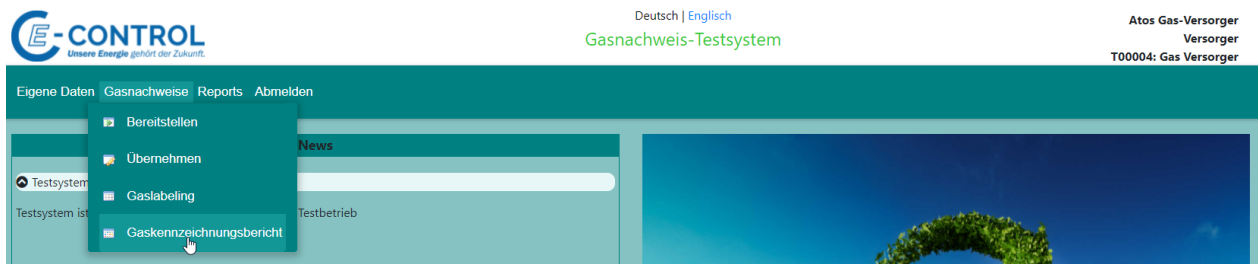 E-CONTROL
Unsere Energie gehört der Zukunft.
Deutsch | Englisch
Gasnachweis-Testsystem
Atos Gas-Versorger
Versorger
T00004: Gas Versorger
Eigene Daten Gasnachweise Reports Abmelden
Bereitstellen
Übernehmen
Gaslabeling
Gaskennzeichnungsbericht
News
Testsystem
Testsystem ist Testbetrieb